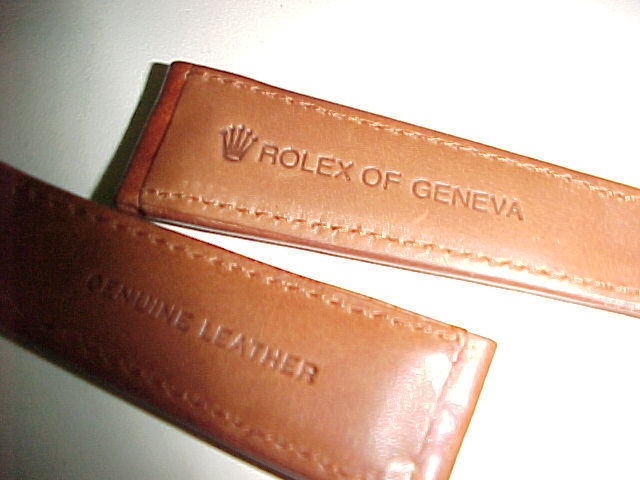 ROLEX OF GENEVA
GENUINE LEATHER